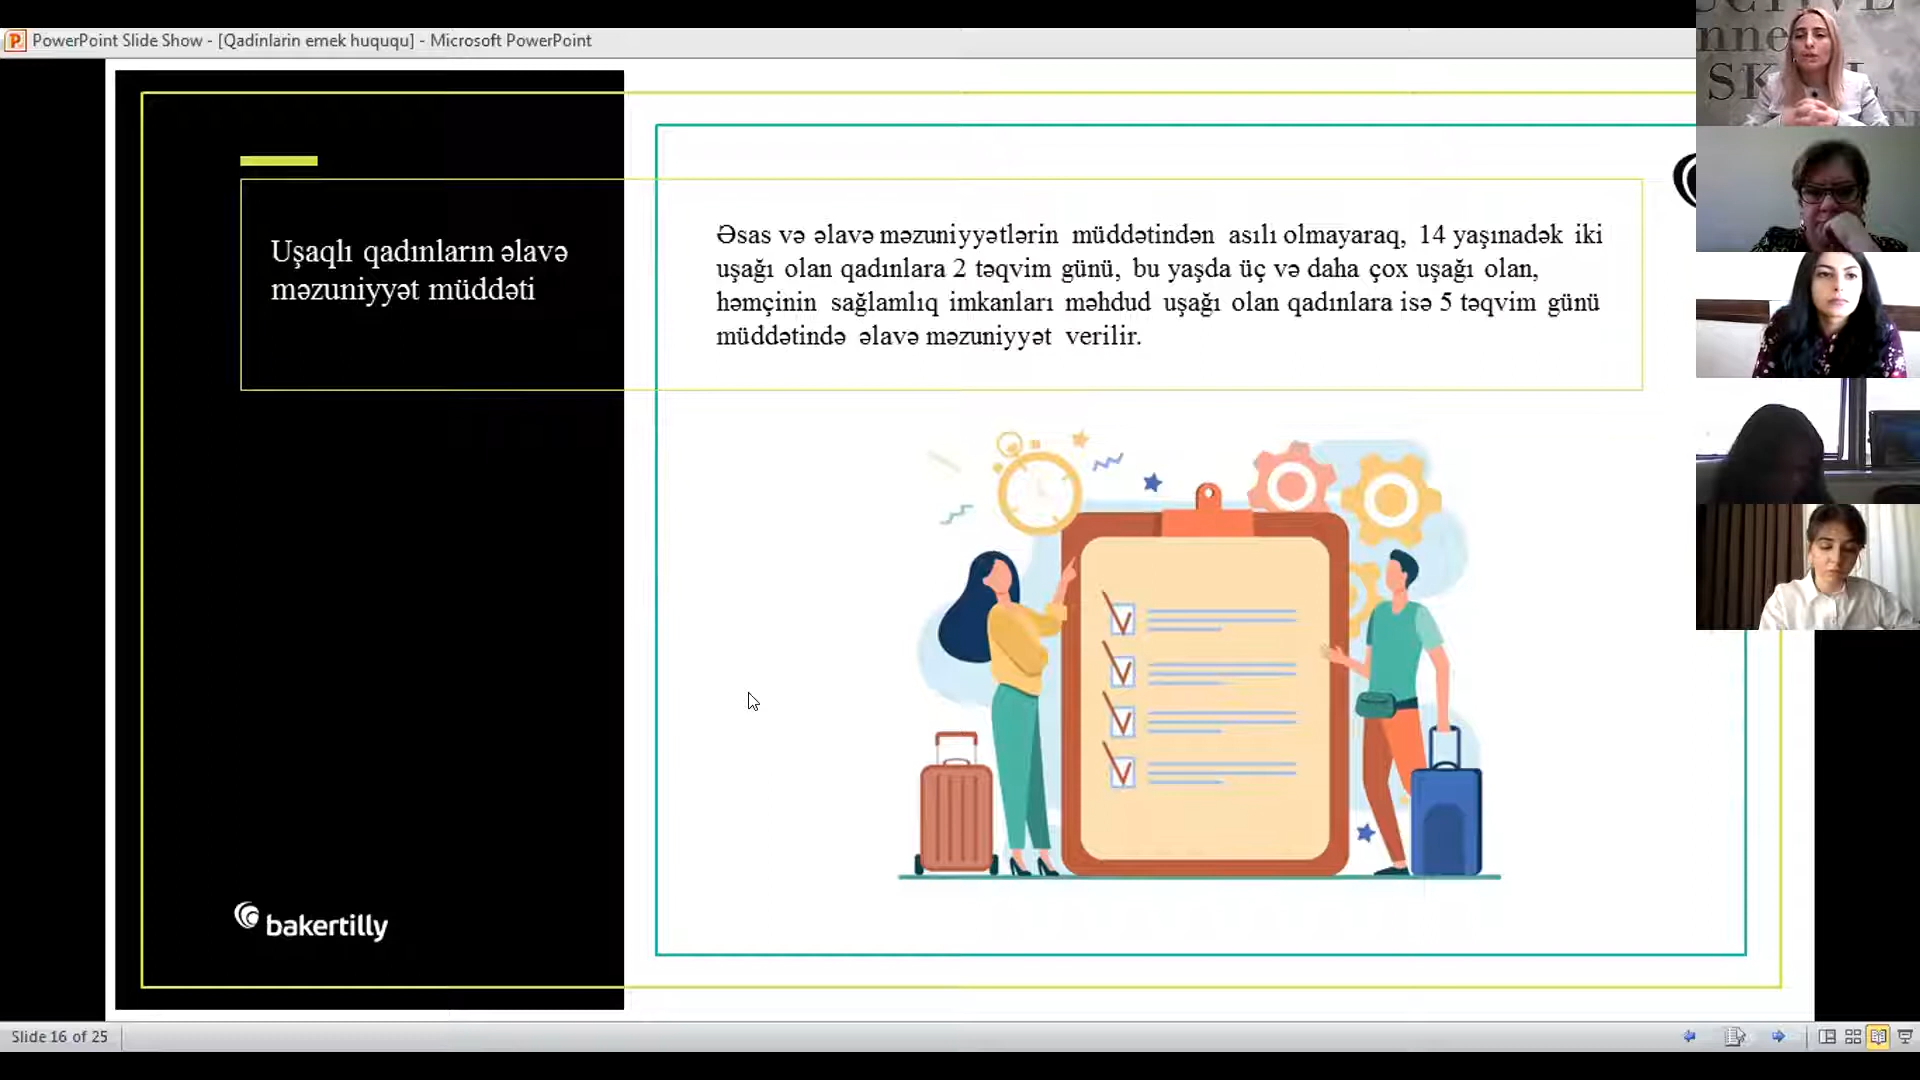 PowerPoint Slide Show - [Qadinlarin emek huququ] - Microsoft PowerPoint
Uşaqlı qadınların əlavə
məzuniyyət müddəti
Əsas və əlavə məzuniyyətlərin müddətindən asılı olmayaraq, 14 yaşınadək iki
uşağı olan qadınlara 2 təqvim günü, bu yaşda üç və daha çox uşağı olan,
həmçinin sağlamlıq imkanları məhdud uşağı olan qadınlara isə 5 təqvim günü
müddətində əlavə məzuniyyət verilir.
bakertilly
Slide 16 of 25